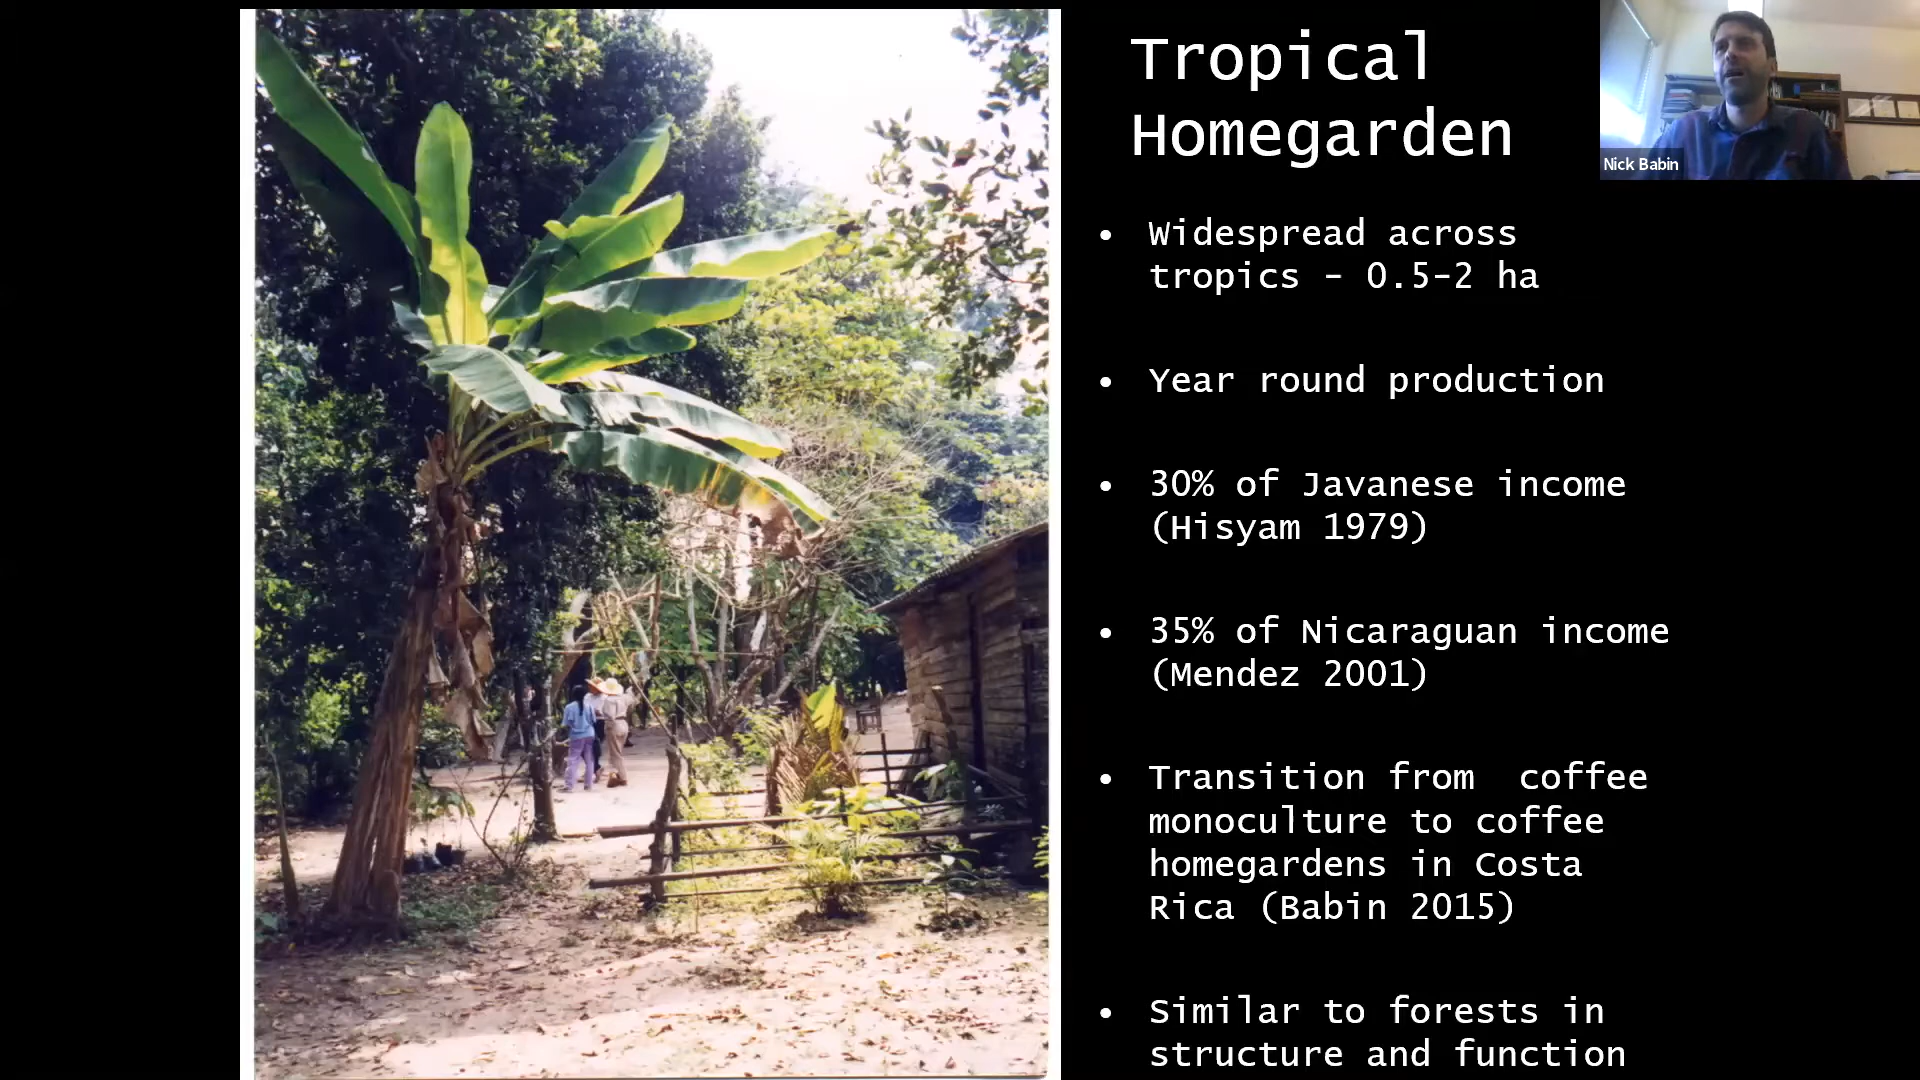 Tropical
Homegarden
Nick Babin
• Widespread across
tropics – 0.5-2 ha
• Year round production
• 30% of Javanese income
(Hisyam 1979)
• 35% of Nicaraguan income
(Mendez 2001)
• Transition from coffee
monoculture to coffee
homegardens in Costa
Rica (Babin 2015)
• Similar to forests in
structure and function